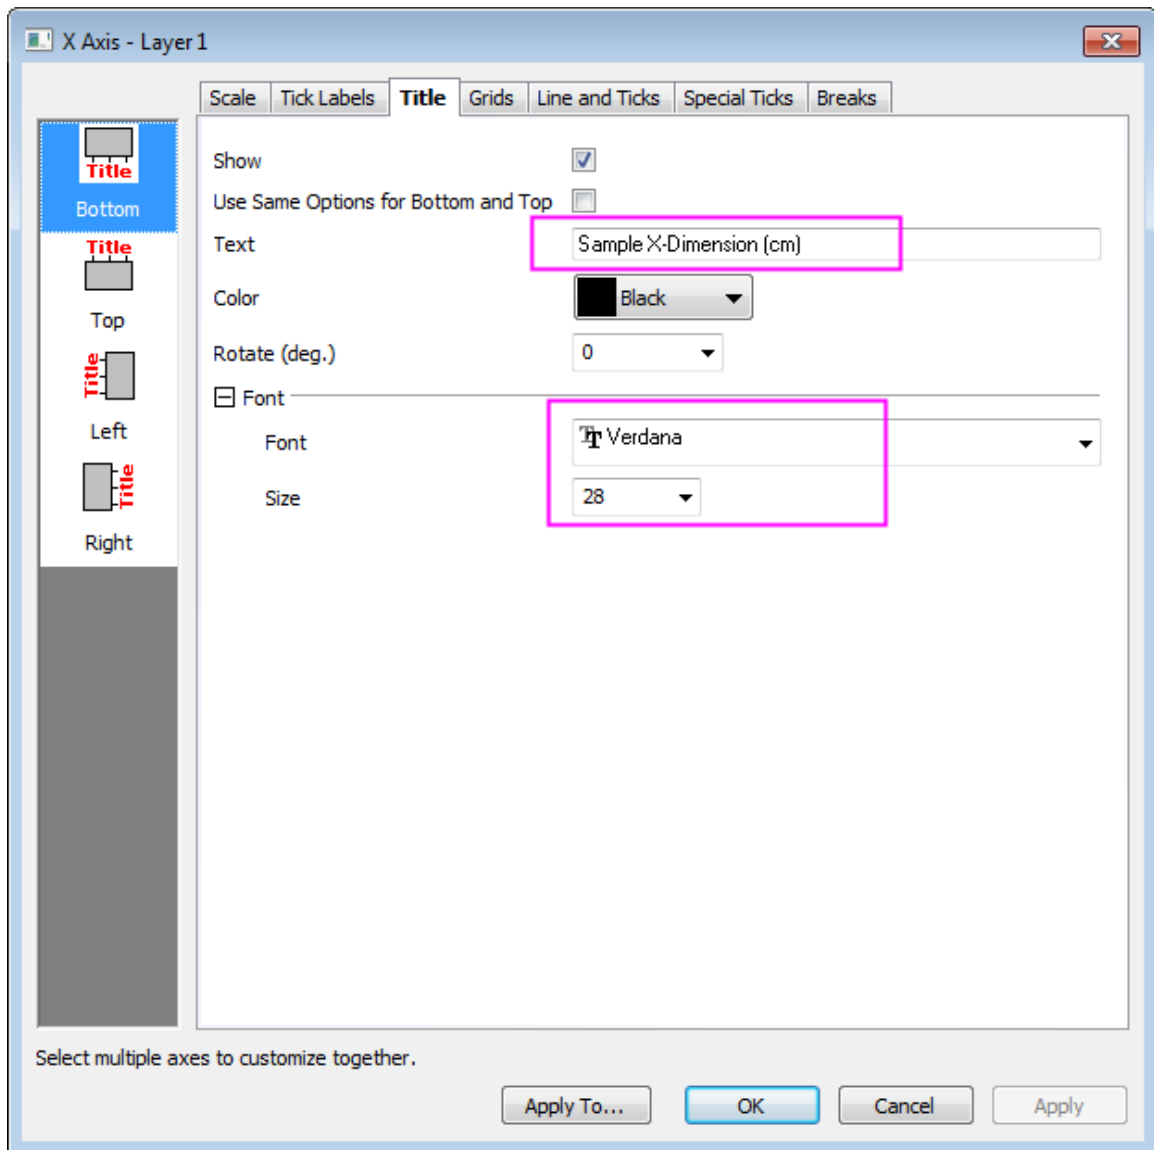 X Axis - Layer 1
Scale Tick Labels Title Grids Line and Ticks Special Ticks Breaks
Title
Bottom
Title
Top
Title
Left
Title
Right
Show
Use Same Options for Bottom and Top
Text Sample X-Dimension (cm)
Color Black
Rotate (deg.) 0
Font
Font Verdana
Size 28
Select multiple axes to customize together.
Apply To... OK Cancel Apply